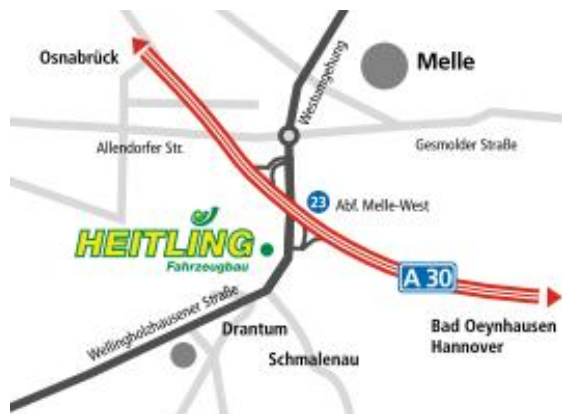 Osnabrück
Westumgehung
Melle
Allendorfer Str.
Gesmolder Straße
23 Abf. Melle-West
HEITLING
Fahrzeugbau
A 30
Wellingholzhausener Straße
Drantum
Schmalenau
Bad Oeynhausen
Hannover